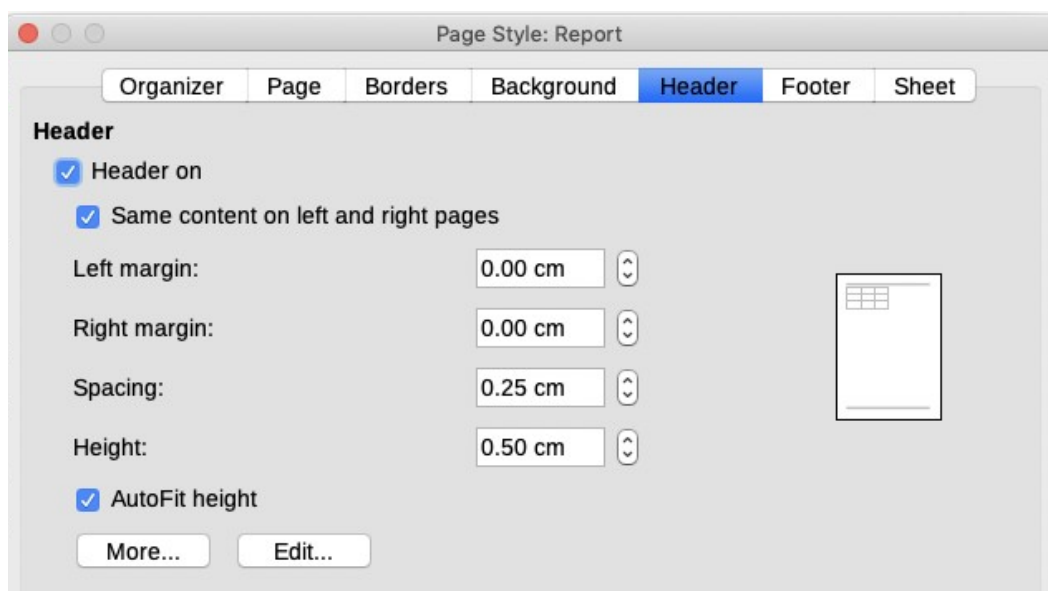 Page Style: Report
Organizer Page Borders Background Header Footer Sheet
Header
Header on
Same content on left and right pages
Left margin: 0.00 cm
Right margin: 0.00 cm
Spacing: 0.25 cm
Height: 0.50 cm
AutoFit height
More... Edit...